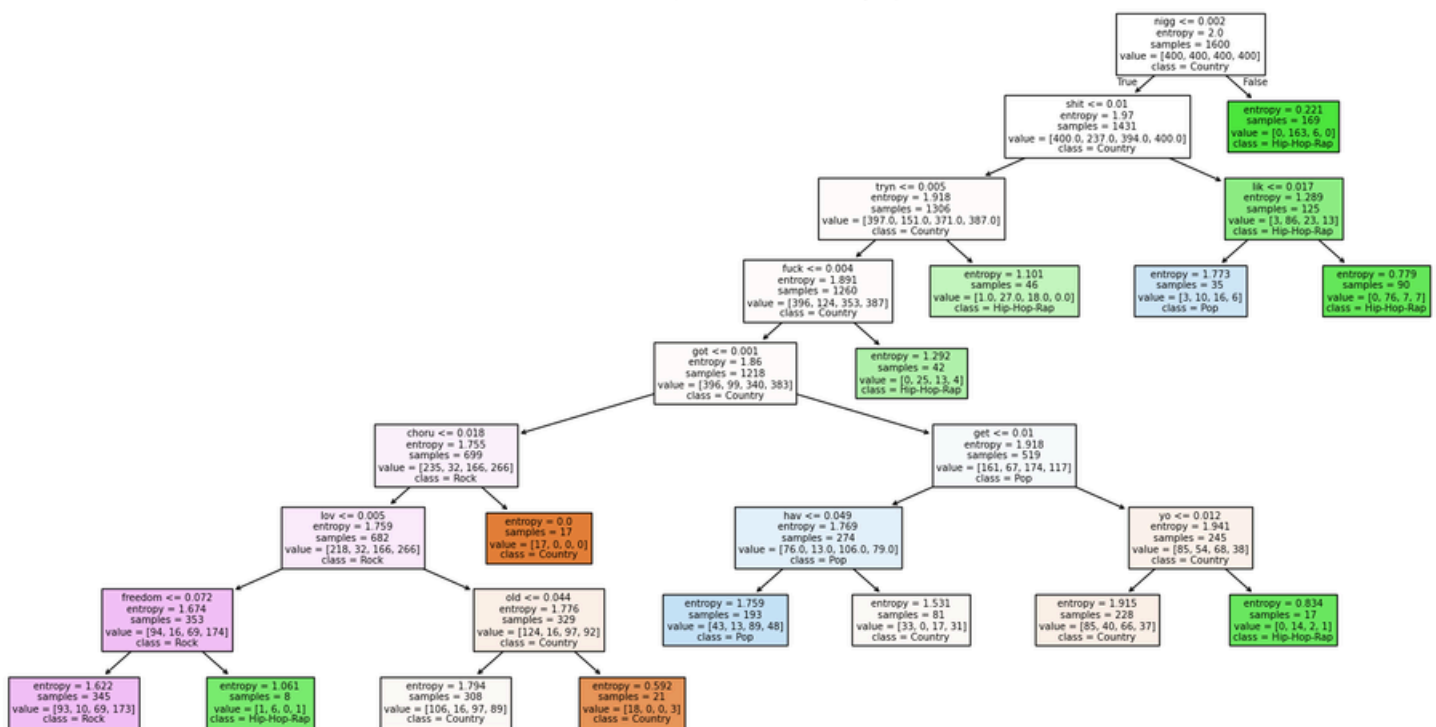 nigg <= 0.002
entropy = 2.0
samples = 1600
value = [400, 400, 400, 400]
class = Country
True
False
shit <= 0.01
entropy = 1.97
samples = 1431
value = [400.0, 237.0, 394.0, 400.0]
class = Country
entropy = 0.221
samples = 169
value = [0, 163, 6, 0]
class = Hip-Hop-Rap
tryn <= 0.005
entropy = 1.918
samples = 1306
value = [397.0, 151.0, 371.0, 387.0]
class = Country
lik <= 0.017
entropy = 1.289
samples = 125
value = [3, 86, 23, 13]
class = Hip-Hop-Rap
fuck <= 0.004
entropy = 1.891
samples = 1260
value = [396, 124, 353, 387]
class = Country
entropy = 1.101
samples = 46
value = [1.0, 27.0, 18.0, 0.0]
class = Hip-Hop-Rap
entropy = 1.773
samples = 35
value = [3, 10, 16, 6]
class = Pop
entropy = 0.779
samples = 90
value = [0, 76, 7, 7]
class = Hip-Hop-Rap
got <= 0.001
entropy = 1.86
samples = 1218
value = [396, 99, 340, 383]
class = Country
entropy = 1.292
samples = 42
value = [0, 25, 13, 4]
class = Hip-Hop-Rap
choru <= 0.018
entropy = 1.755
samples = 699
value = [235, 32, 166, 266]
class = Rock
get <= 0.01
entropy = 1.918
samples = 519
value = [161, 67, 174, 117]
class = Pop
lov <= 0.005
entropy = 1.759
samples = 682
value = [218, 32, 166, 266]
class = Rock
entropy = 0.0
samples = 17
value = [17, 0, 0, 0]
class = Country
hav <= 0.049
entropy = 1.769
samples = 274
value = [76.0, 13.0, 106.0, 79.0]
class = Pop
yo <= 0.012
entropy = 1.941
samples = 245
value = [85, 54, 68, 38]
class = Country
freedom <= 0.072
entropy = 1.674
samples = 353
value = [94, 16, 69, 174]
class = Rock
old <= 0.044
entropy = 1.776
samples = 329
value = [124, 16, 97, 92]
class = Country
entropy = 1.759
samples = 193
value = [43, 13, 89, 48]
class = Pop
entropy = 1.531
samples = 81
value = [33, 0, 17, 31]
class = Country
entropy = 1.915
samples = 228
value = [85, 40, 66, 37]
class = Country
entropy = 0.834
samples = 17
value = [0, 14, 2, 1]
class = Hip-Hop-Rap
entropy = 1.622
samples = 345
value = [93, 10, 69, 173]
class = Rock
entropy = 1.061
samples = 8
value = [1, 6, 0, 1]
class = Hip-Hop-Rap
entropy = 1.794
samples = 308
value = [106, 16, 97, 89]
class = Country
entropy = 0.592
samples = 21
value = [18, 0, 0, 3]
class = Country